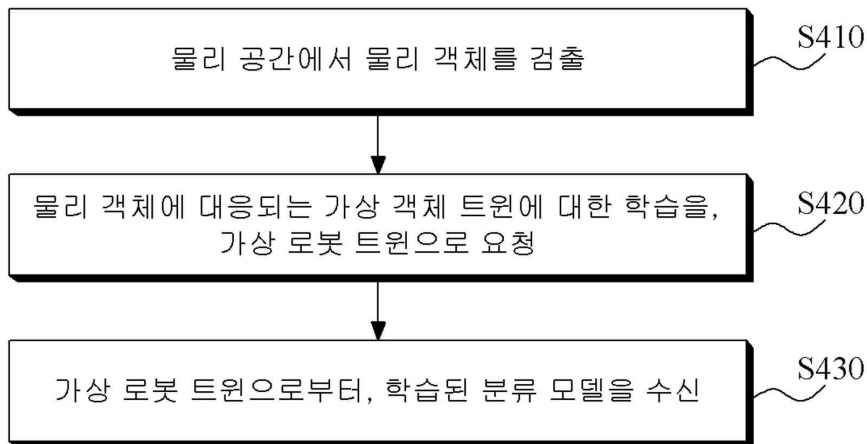 물리 공간에서 물리 객체를 검출
S410
물리 객체에 대응되는 가상 객체 트윈에 대한 학습을,
가상 로봇 트윈으로 요청
S420
가상 로봇 트윈으로부터, 학습된 분류 모델을 수신
S430